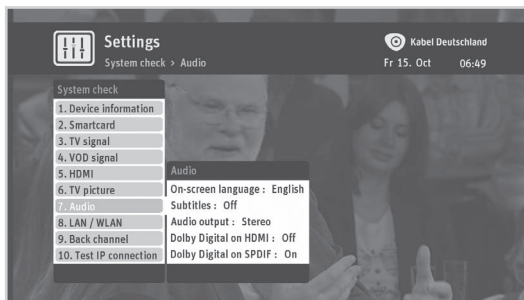 Settings
System check > Audio
Kabel Deutschland
Fr 15. Oct 06:49
System check
1. Device information
2. Smartcard
3. TV signal
4. VOD signal
5. HDMI
6. TV picture
7. Audio
8. LAN / WLAN
9. Back channel
10. Test IP connection
Audio
On-screen language : English
Subtitles : Off
Audio output : Stereo
Dolby Digital on HDMI : Off
Dolby Digital on SPDIF : On